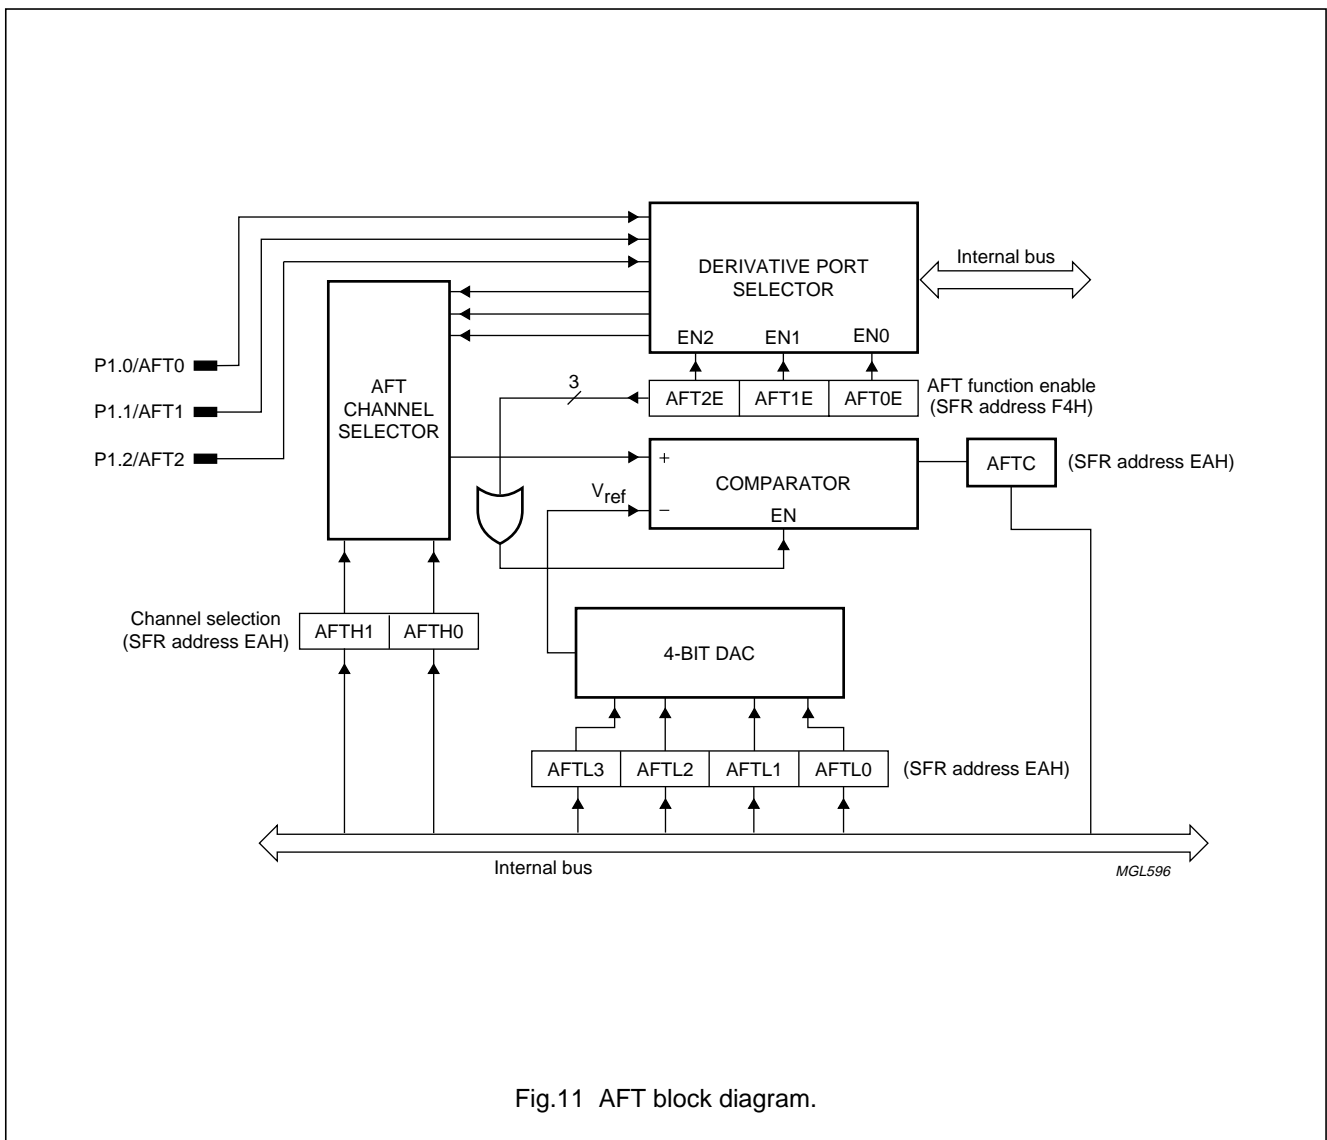 DERIVATIVE PORT
SELECTOR
Internal bus
EN2
EN1
EN0
P1.0/AFT0
P1.1/AFT1
P1.2/AFT2
AFT
CHANNEL
SELECTOR
3
AFT2E
AFT1E
AFT0E
AFT function enable
(SFR address F4H)
+
COMPARATOR
Vref
−
EN
AFTC
(SFR address EAH)
Channel selection
(SFR address EAH)
AFTH1
AFTH0
4-BIT DAC
AFTL3
AFTL2
AFTL1
AFTL0
(SFR address EAH)
Internal bus
MGL596
Fig.11 AFT block diagram.